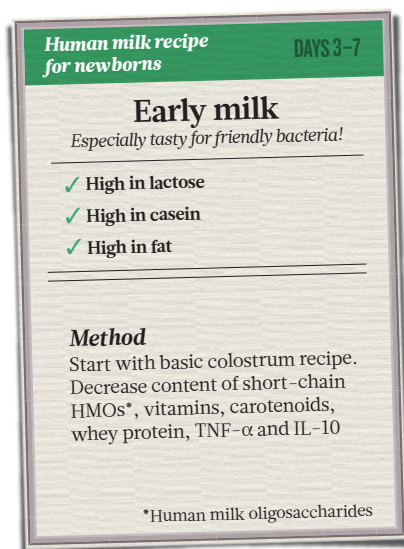 Human milk recipe
for newborns
DAYS 3–7
Early milk
Especially tasty for friendly bacteria!
✓ High in lactose
✓ High in casein
✓ High in fat
Method
Start with basic colostrum recipe.
Decrease content of short-chain
HMOs*, vitamins, carotenoids,
whey protein, TNF-α and IL-10
*Human milk oligosaccharides